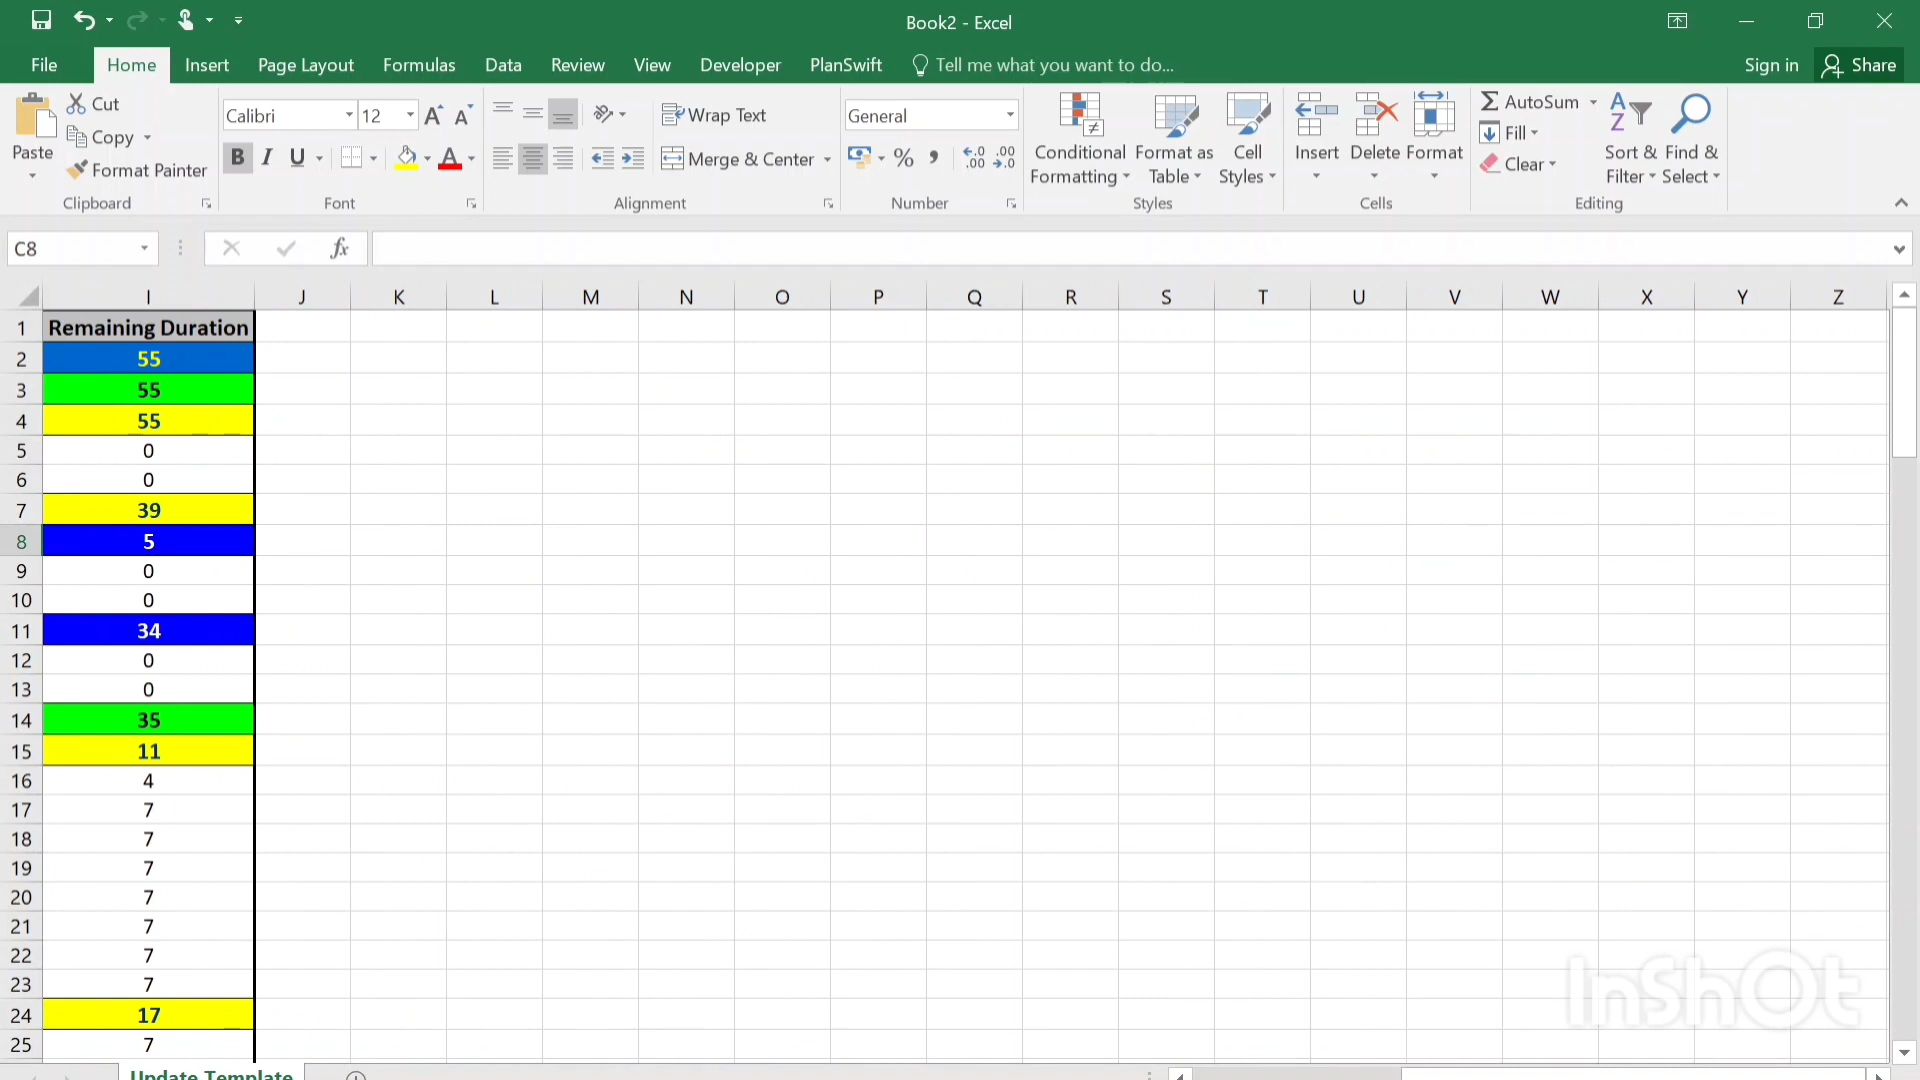 Book2 - Excel
File Home Insert Page Layout Formulas Data Review View Developer PlanSwift Tell me what you want to do... Sign in Share
Paste Cut Copy Format Painter Clipboard
Calibri 12 B I U A Font
Wrap Text Merge & Center Alignment
General % .00 .0 Number
Conditional Formatting Format as Table Cell Styles Styles
Insert Delete Format Cells
AutoSum Fill Clear Sort & Filter Find & Select Editing
C8 fx
I J K L M N O P Q R S T U V W X Y Z
1 Remaining Duration
2 55
3 55
4 55
5 0
6 0
7 39
8 5
9 0
10 0
11 34
12 0
13 0
14 35
15 11
16 4
17 7
18 7
19 7
20 7
21 7
22 7
23 7
24 17
25 7
Update Template
InShOt